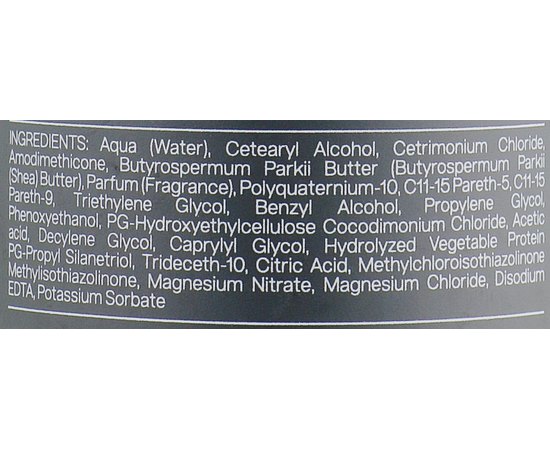 INGREDIENTS: Aqua (Water), Cetearyl Alcohol, Cetrimonium Chloride,
Amodimethicone, Butyrospermum Parkii Butter (Butyrospermum Parkii
(Shea) Butter), Parfum (Fragrance), Polyquaternium-10, C11-15 Pareth-5, C11-15
Pareth-9, Triethylene Glycol, Benzyl Alcohol, Propylene Glycol,
Phenoxyethanol, PG-Hydroxyethylcellulose Cocodimonium Chloride, Acetic
acid, Decylene Glycol, Caprylyl Glycol, Hydrolyzed Vegetable Protein
PG-Propyl Silanetriol, Trideceth-10, Citric Acid, Methylchloroisothiazolinone
Methylisothiazolinone, Magnesium Nitrate, Magnesium Chloride, Disodium
EDTA, Potassium Sorbate